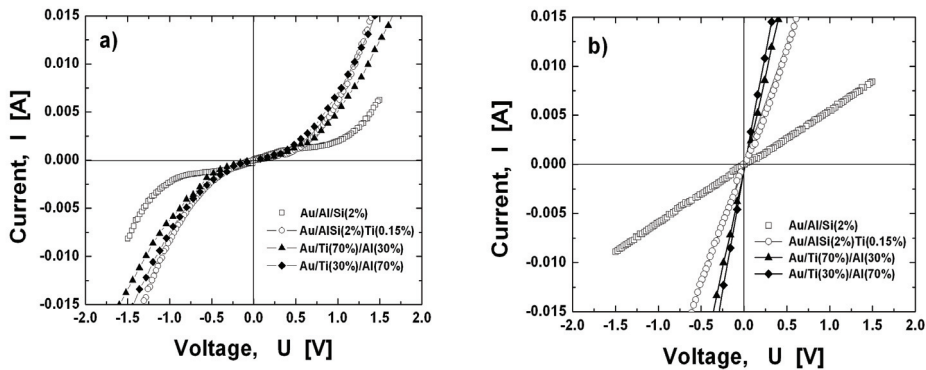 a)
Current, I [A]
0.015
0.010
0.005
0.000
-0.005
-0.010
-0.015
-2.0 -1.5 -1.0 -0.5 0.0 0.5 1.0 1.5 2.0
Voltage, U [V]
Au/Al/Si(2%)
Au/AlSi(2%)Ti(0.15%)
Au/Ti(70%)/Al(30%)
Au/Ti(30%)/Al(70%)
b)
Current, I [A]
0.015
0.010
0.005
0.000
-0.005
-0.010
-0.015
-2.0 -1.5 -1.0 -0.5 0.0 0.5 1.0 1.5 2.0
Voltage, U [V]
Au/Al/Si(2%)
Au/AlSi(2%)Ti(0.15%)
Au/Ti(70%)/Al(30%)
Au/Ti(30%)/Al(70%)